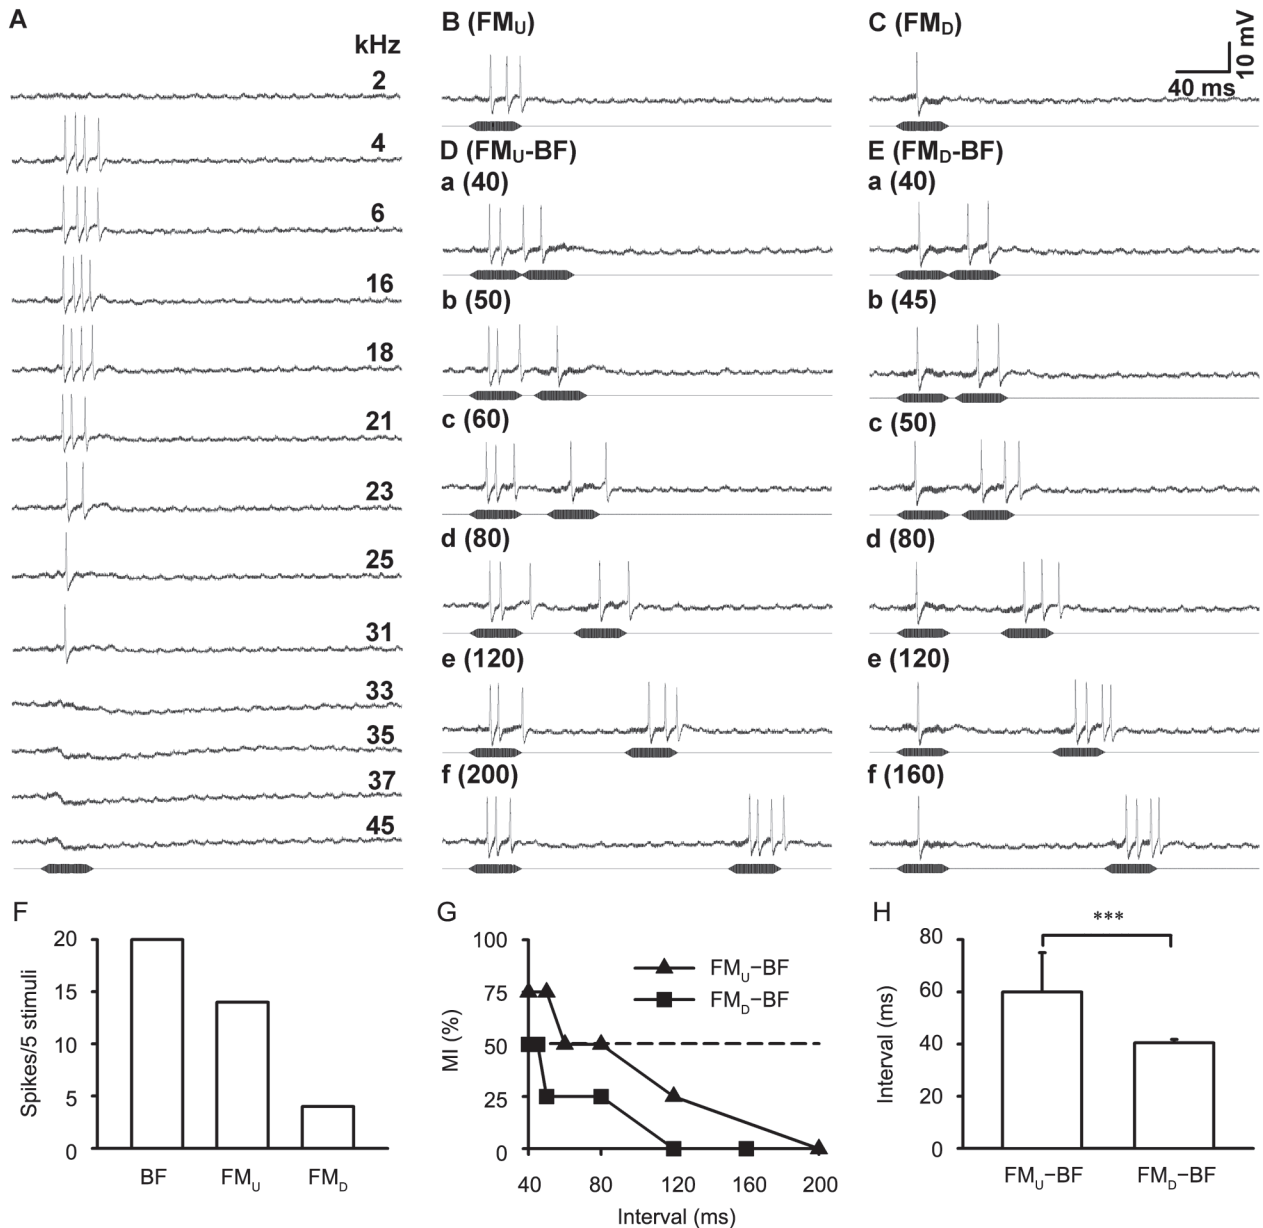 A
kHz
2
4
6
16
18
21
23
25
31
33
35
37
45
B (FMU)
D (FMU-BF)
a (40)
b (50)
c (60)
d (80)
e (120)
f (200)
C (FMD)
10 mV
40 ms
E (FMD-BF)
a (40)
b (45)
c (50)
d (80)
e (120)
f (160)
F
Spikes/5 stimuli
20
15
10
5
0
BF FMU FMD
G
MI (%)
100
75
50
25
0
FMU−BF
FMD−BF
40 80 120 160 200
Interval (ms)
H
***
Interval (ms)
80
60
40
20
0
FMU−BF FMD−BF